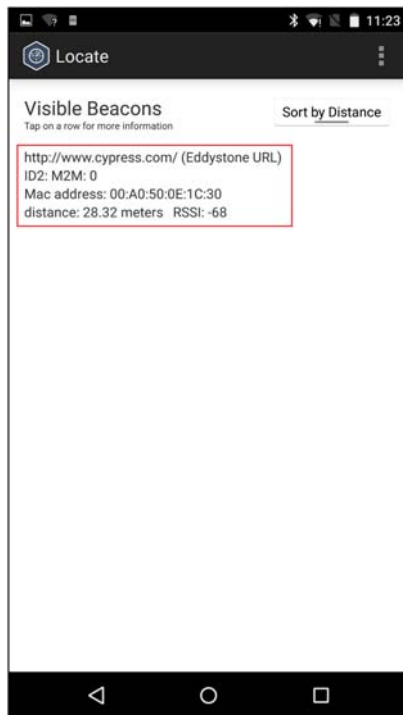 11:23
Locate
Visible Beacons
Tap on a row for more information
Sort by Distance
http://www.cypress.com/ (Eddystone URL)
ID2: M2M: 0
Mac address: 00:A0:50:0E:1C:30
distance: 28.32 meters RSSI: -68